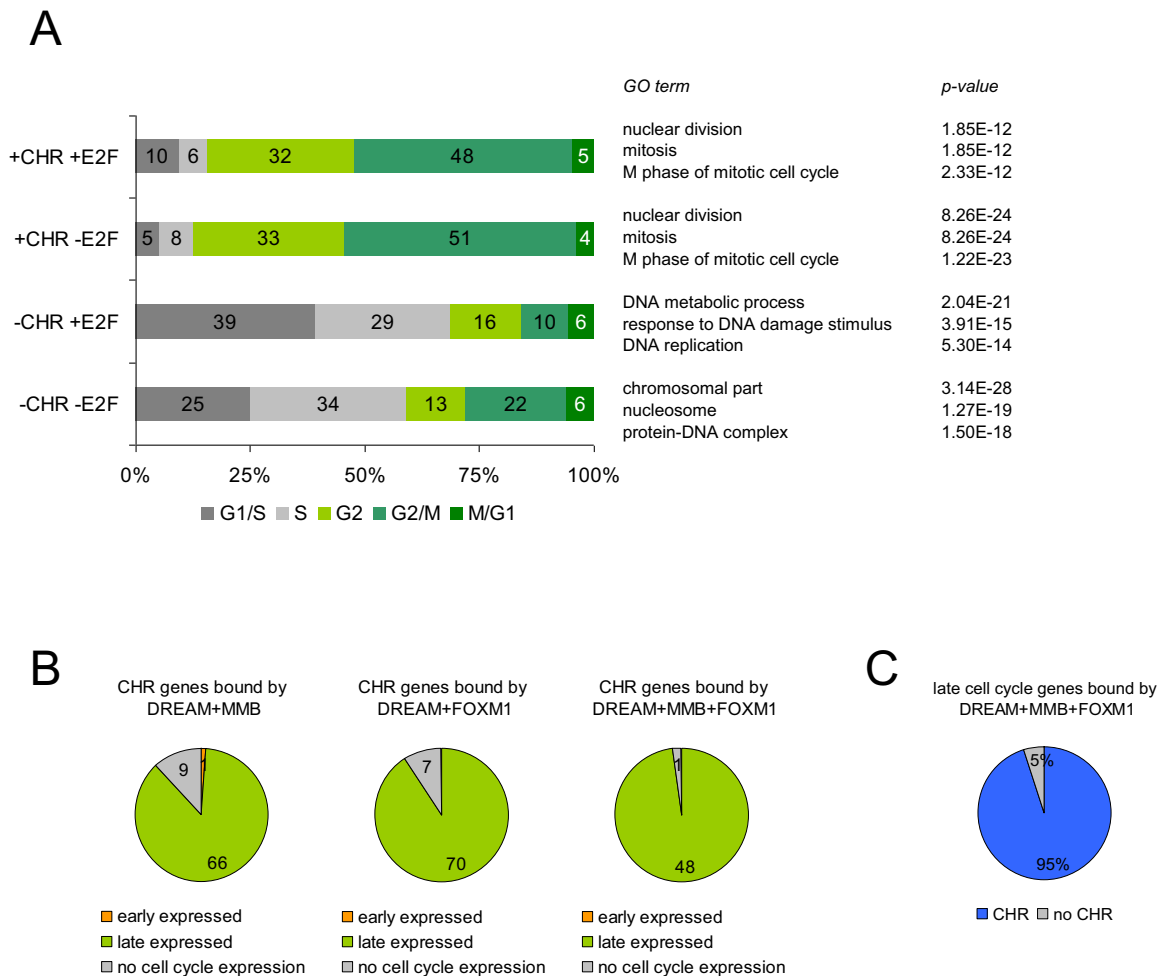 A
GO term p-value
+CHR +E2F 10 6 32 48 5 nuclear division 1.85E-12
mitosis 1.85E-12
M phase of mitotic cell cycle 2.33E-12
+CHR -E2F 5 8 33 51 4 nuclear division 8.26E-24
mitosis 8.26E-24
M phase of mitotic cell cycle 1.22E-23
-CHR +E2F 39 29 16 10 6 DNA metabolic process 2.04E-21
response to DNA damage stimulus 3.91E-15
DNA replication 5.30E-14
-CHR -E2F 25 34 13 22 6 chromosomal part 3.14E-28
nucleosome 1.27E-19
protein-DNA complex 1.50E-18
0% 25% 50% 75% 100%
G1/S S G2 G2/M M/G1
B
CHR genes bound by
DREAM+MMB
9 1
66
early expressed
late expressed
no cell cycle expression
CHR genes bound by
DREAM+FOXM1
7
70
early expressed
late expressed
no cell cycle expression
CHR genes bound by
DREAM+MMB+FOXM1
1
48
early expressed
late expressed
no cell cycle expression
C
late cell cycle genes bound by
DREAM+MMB+FOXM1
5%
95%
CHR no CHR